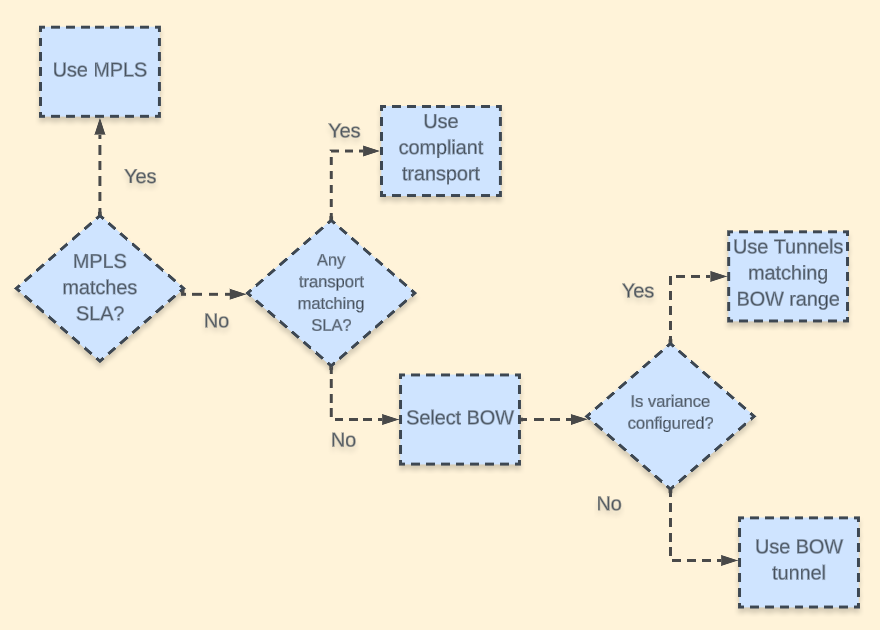 Use MPLS
Yes
MPLS
matches
SLA?
No
Yes
Use
compliant
transport
Any
transport
matching
SLA?
No
Select BOW
Is variance
configured?
Yes
Use Tunnels
matching
BOW range
No
Use BOW
tunnel